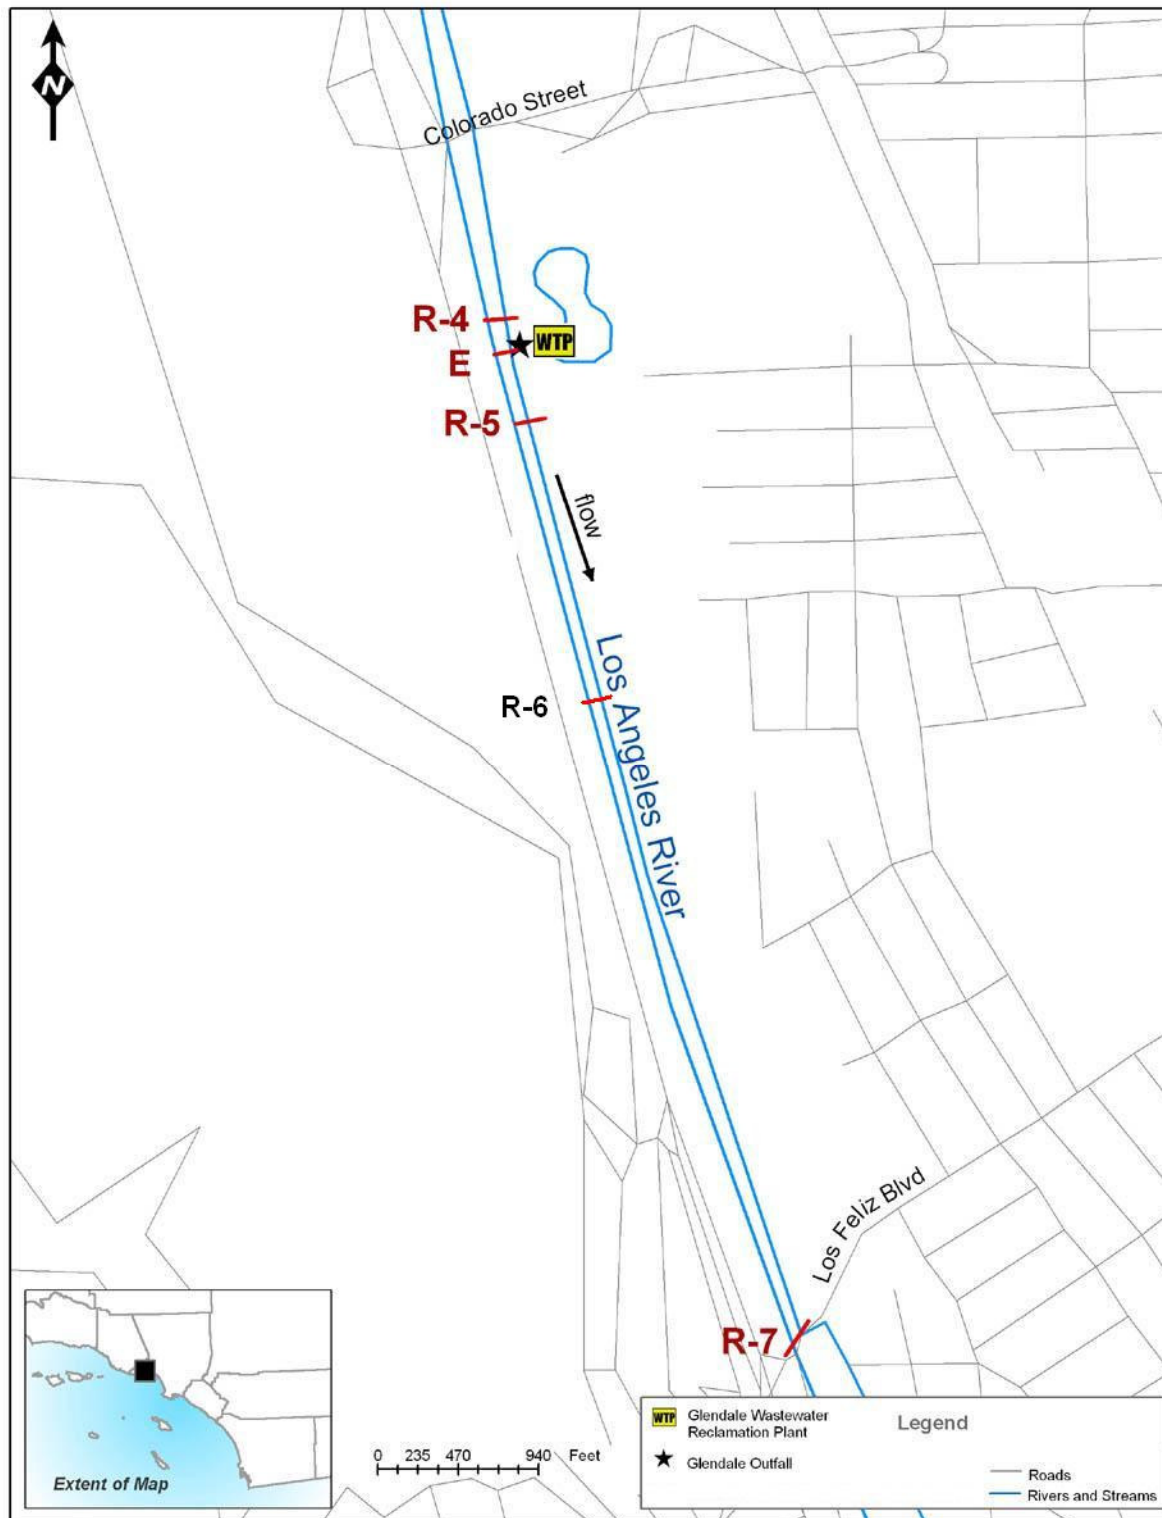 N
Colorado Street
R-4
WTP
E
R-5
flow
Los Angeles River
R-6
Los Feliz Blvd
R-7
Extent of Map
0 235 470 940 Feet
Legend
WTP Glendale Wastewater
Reclamation Plant
Glendale Outfall
Roads
Rivers and Streams